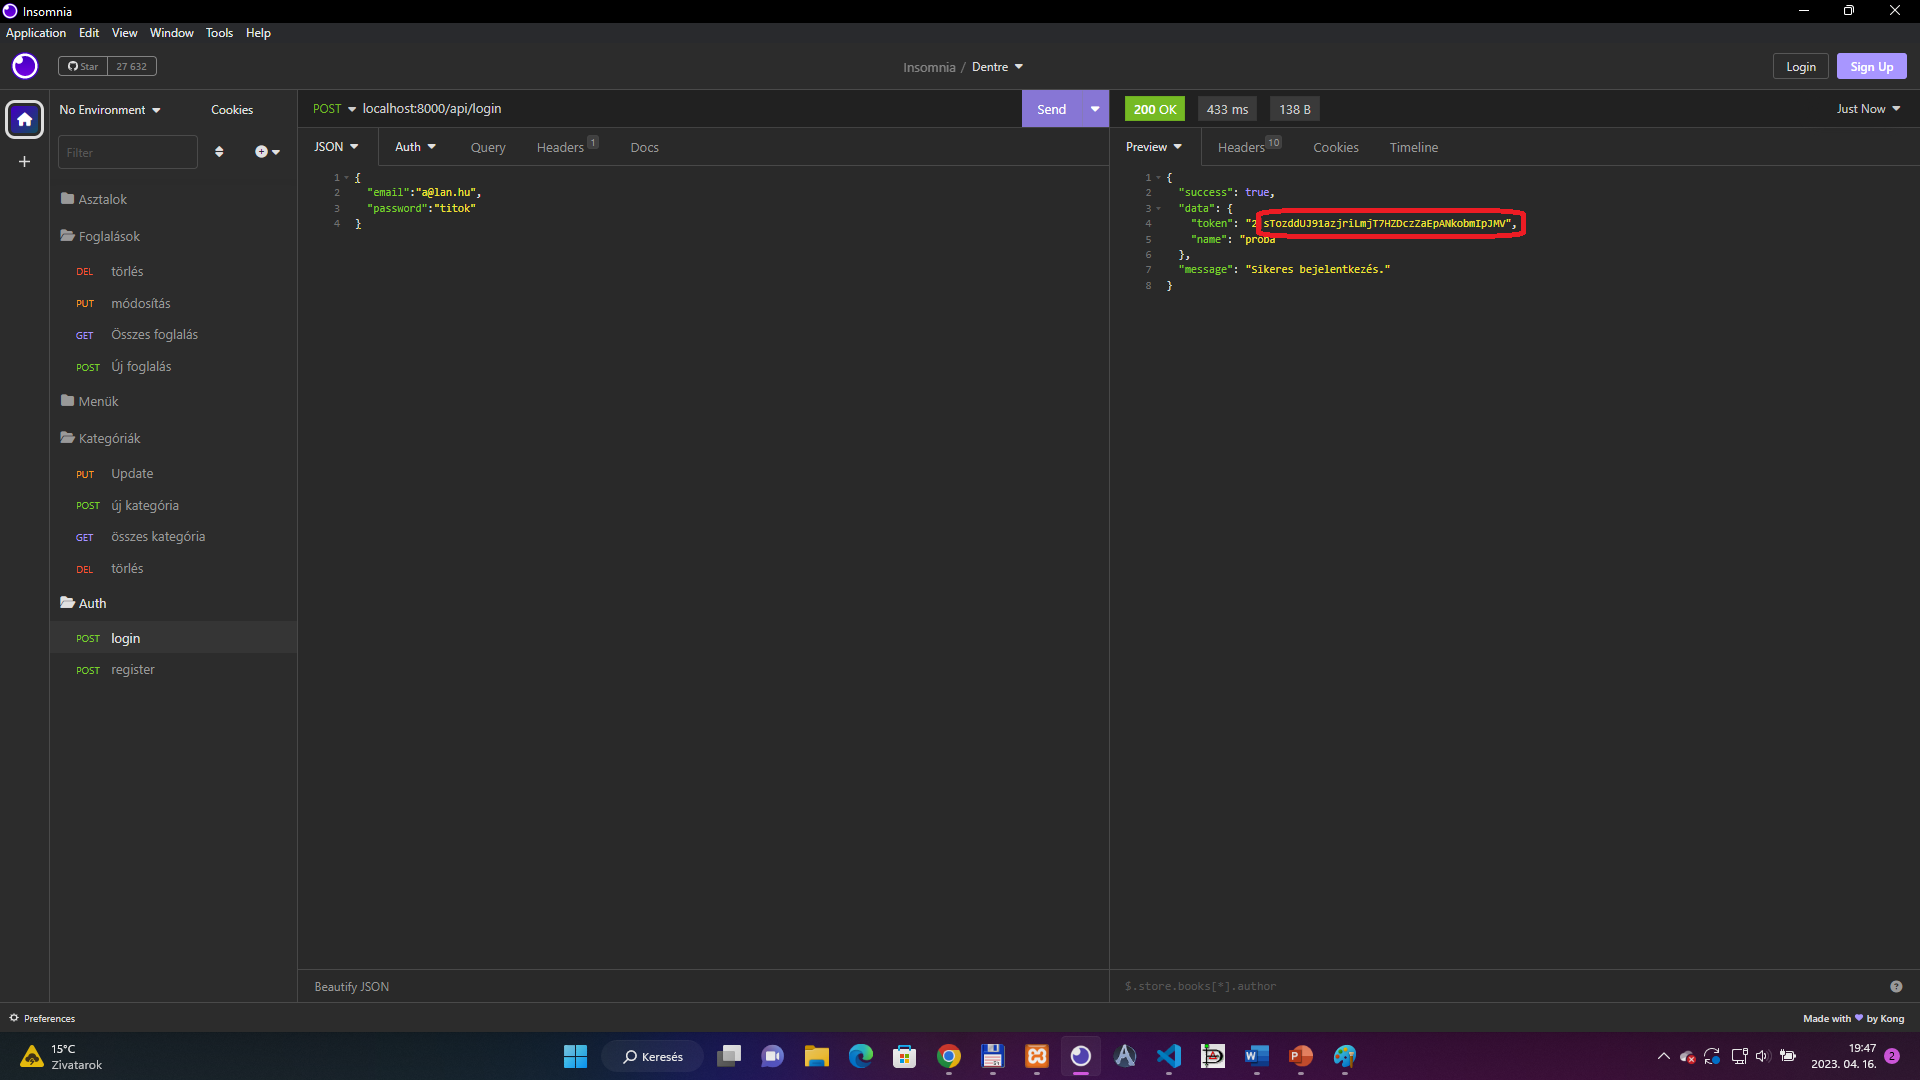 Insomnia
Application Edit View Window Tools Help
Star 27 632
Insomnia / Dentre
Login Sign Up
No Environment Cookies
Filter
Asztalok
Foglalások
DEL törlés
PUT módosítás
GET Összes foglalás
POST Új foglalás
Menük
Kategóriák
PUT Update
POST új kategória
GET összes kategória
DEL törlés
Auth
POST login
POST register
POST localhost:8000/api/login Send
JSON Auth Query Headers 1 Docs
1 {
2 "email":"a@lan.hu",
3 "password":"titok"
4 }
Beautify JSON
200 OK 433 ms 138 B Just Now
Preview Headers 10 Cookies Timeline
1 {
2 "success": true,
3 "data": {
4 "token": "2 sTozddUJ91azjriLmjT7HZDczZaEpANkobmIpJMV",
5 "name": "proba
6 },
7 "message": "Sikeres bejelentkezés."
8 }
$.store.books[*].author
Preferences
Made with by Kong
15°C
Zivatarok
Keresés
19:47
2023. 04. 16.
2